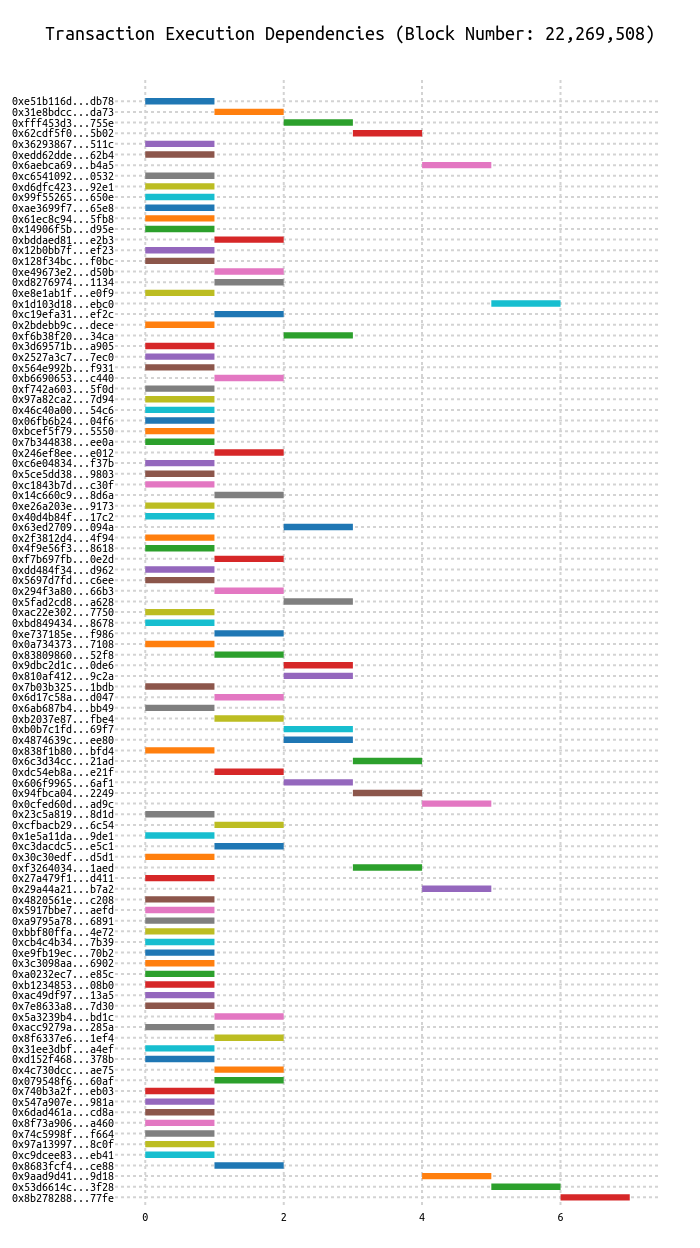 Transaction Execution Dependencies (Block Number: 22,269,508)
0xe51b116d...db78
0x31e8bdcc...da73
0xfff453d3...755e
0x62cdf5f0...5b02
0x36293867...511c
0xedd62dde...62b4
0x6aebca69...b4a5
0xc6541092...0532
0xd6dfc423...92e1
0x99f55265...650e
0xae3699f7...65e8
0x61ec8c94...5fb8
0x14906f5b...d95e
0xbddaed81...e2b3
0x12b0bb7f...ef23
0x128f34bc...f0bc
0xe49673e2...d50b
0xd8276974...1134
0xe8e1ab1f...e0f9
0x1d103d18...ebc0
0xc19efa31...ef2c
0x2bdebb9c...dece
0xf6b38f20...34ca
0x3d69571b...a905
0x2527a3c7...7ec0
0x564e992b...f931
0xb6690653...c440
0xf742a603...5f0d
0x97a82ca2...7d94
0x46c40a00...54c6
0x06fb6b24...04f6
0xbcef5f79...5550
0x7b344838...ee0a
0x246ef8ee...e012
0xc6e04834...f37b
0x5ce5dd38...9803
0xc1843b7d...c30f
0x14c660c9...8d6a
0xe26a203e...9173
0x40d4b84f...17c2
0x63ed2709...094a
0x2f3812d4...4f94
0x4f9e56f3...8618
0xf7b697fb...0e2d
0xdd484f34...d962
0x5697d7fd...c6ee
0x294f3a80...66b3
0x5fad2cd8...a628
0xac22e302...7750
0xbd849434...8678
0xe737185e...f986
0x0a734373...7108
0x83809860...52f8
0x9dbc2d1c...0de6
0x810af412...9c2a
0x7b03b325...1bdb
0x6d17c58a...d047
0x6ab687b4...bb49
0xb2037e87...fbe4
0xb0b7c1fd...69f7
0x4874639c...ee80
0x838f1b80...bfd4
0x6c3d34cc...21ad
0xdc54eb8a...e21f
0x606f9965...6af1
0x94fbca04...2249
0x0cfed60d...ad9c
0x23c5a819...8d1d
0xcfbacb29...6c54
0x1e5a11da...9de1
0xc3dacdc5...e5c1
0x30c30edf...d5d1
0xf3264034...1aed
0x27a479f1...d411
0x29a44a21...b7a2
0x4820561e...c208
0x5917bbe7...aefd
0xa9795a78...6891
0xbbf80ffa...4e72
0xcb4c4b34...7b39
0xe9fb19ec...70b2
0x3c3098aa...6902
0xa0232ec7...e85c
0xb1234853...08b0
0xac49df97...13a5
0x7e8633a8...7d30
0x5a3239b4...bd1c
0xacc9279a...285a
0x8f6337e6...1ef4
0x31ee3dbf...a4ef
0xd152f468...378b
0x4c730dcc...ae75
0x079548f6...60af
0x740b3a2f...eb03
0x547a907e...981a
0x6dad461a...cd8a
0x8f73a906...a460
0x74c5998f...f664
0x97a13997...8c0f
0xc9dcee83...eb41
0x8683fcf4...ce88
0x9aad9d41...9d18
0x53d6614c...3f28
0x8b278288...77fe
0 2 4 6